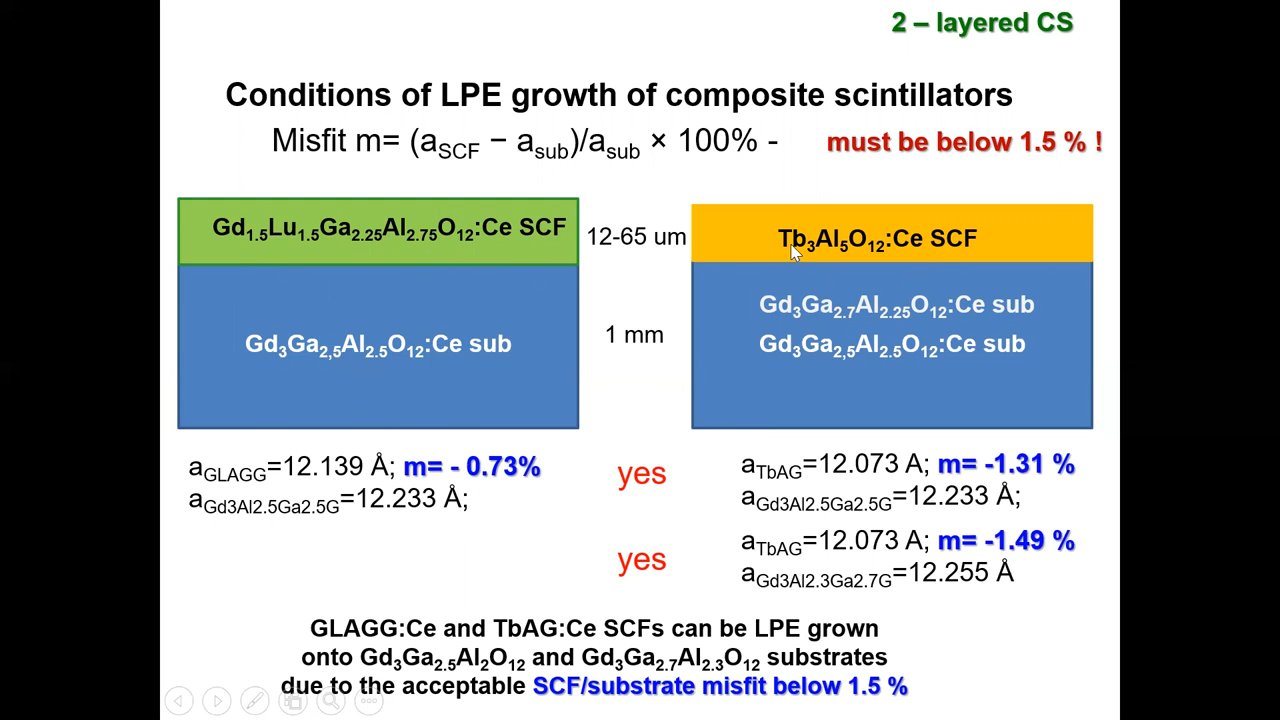 2 – layered CS
Conditions of LPE growth of composite scintillators
Misfit m= (aSCF − asub)/asub × 100% - must be below 1.5 % !
Gd1.5Lu1.5Ga2.25Al2.75O12:Ce SCF
12-65 um
Tb3Al5O12:Ce SCF
Gd3Ga2,5Al2.5O12:Ce sub
1 mm
Gd3Ga2.7Al2.25O12:Ce sub
Gd3Ga2,5Al2.5O12:Ce sub
aGLAGG=12.139 Å; m= - 0.73%
aGd3Al2.5Ga2.5G=12.233 Å;
yes
aTbAG=12.073 A; m= -1.31 %
aGd3Al2.5Ga2.5G=12.233 Å;
yes
aTbAG=12.073 A; m= -1.49 %
aGd3Al2.3Ga2.7G=12.255 Å
GLAGG:Ce and TbAG:Ce SCFs can be LPE grown
onto Gd3Ga2.5Al2O12 and Gd3Ga2.7Al2.3O12 substrates
due to the acceptable SCF/substrate misfit below 1.5 %